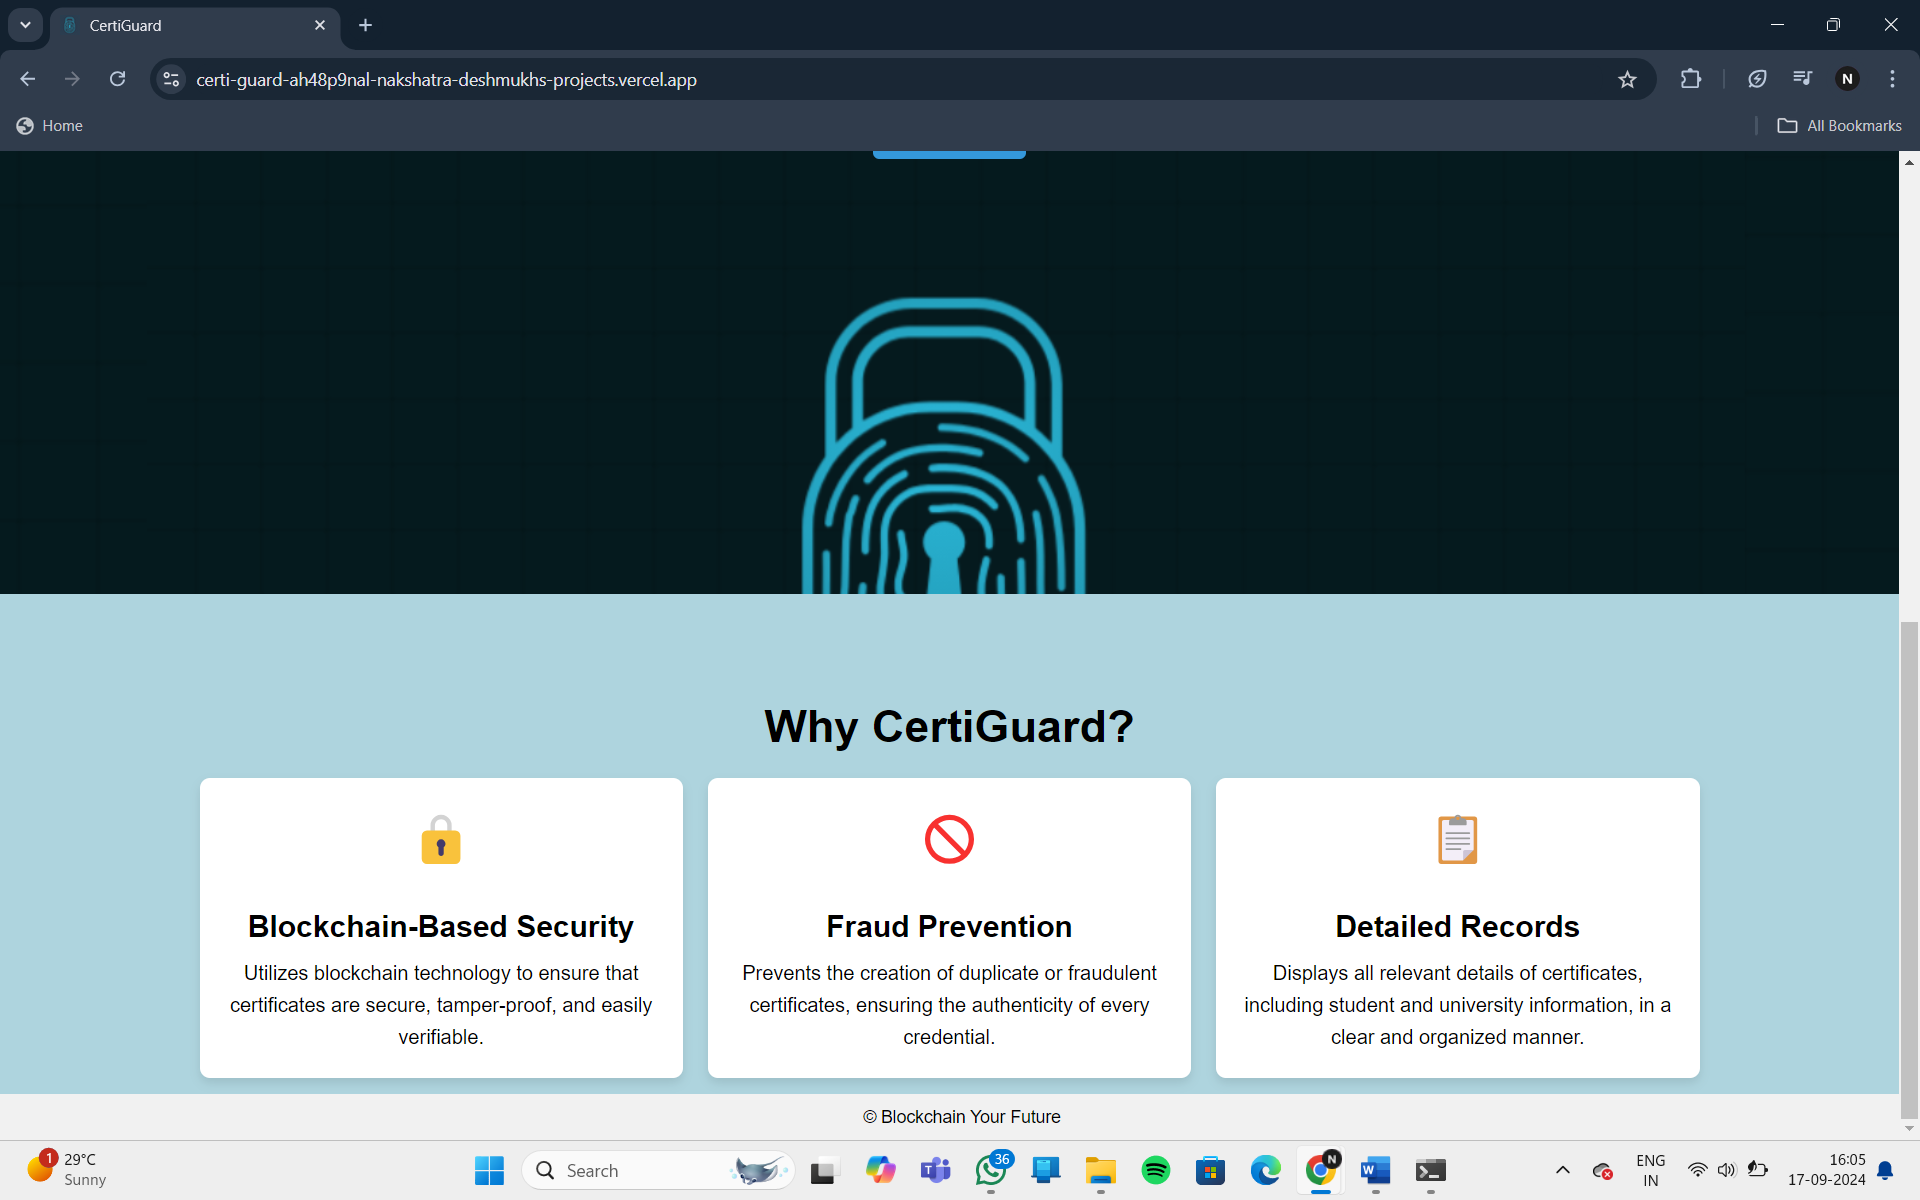 CertiGuard
certi-guard-ah48p9nal-nakshatra-deshmukhs-projects.vercel.app
N
Home
All Bookmarks
Why CertiGuard?
Blockchain-Based Security
Utilizes blockchain technology to ensure that
certificates are secure, tamper-proof, and easily
verifiable.
Fraud Prevention
Prevents the creation of duplicate or fraudulent
certificates, ensuring the authenticity of every
credential.
Detailed Records
Displays all relevant details of certificates,
including student and university information, in a
clear and organized manner.
© Blockchain Your Future
1
29°C
Sunny
Search
T
36
N
W
ENG
IN
16:05
17-09-2024